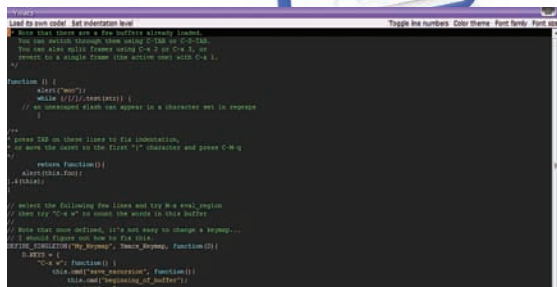 Ymacs
Load its own code! Set indentation level Toggle line numbers Color theme Font family Font size
* Note that there are a few buffers already loaded.
You can switch through them using C-TAB or C-S-TAB.
You can also split frames using C-x 2 or C-x 3, or
revert to a single frame (the active one) with C-x 1.
*/
function () {
alert("moo");
while (/[/]/.test(str)) {
// an unescaped slash can appear in a character set in regexps
}
/**
* press TAB on these lines to fix indentation,
* or move the caret to the first "{" character and press C-M-q
*/
return function(){
alert(this.foo);
}.$(this);
}
// select the following few lines and try M-x eval_region
// then try "C-x w" to count the words in this buffer
//
// Note that once defined, it's not easy to change a keymap...
// I should figure out how to fix this.
DEFINE_SINGLETON("My_Keymap", Ymacs_Keymap, function(D){
D.KEYS = {
"C-x w": function() {
this.cmd("save_excursion", function(){
this.cmd("beginning_of_buffer");